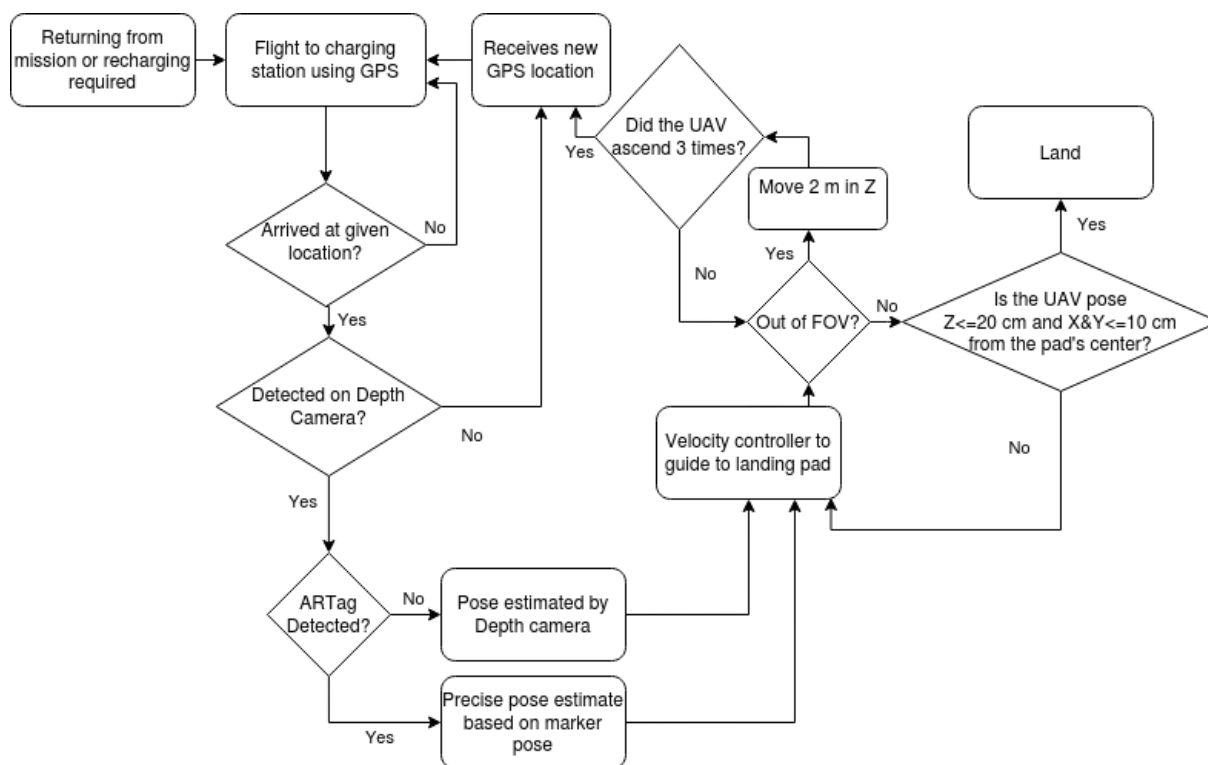 Returning from
mission or recharging
required
Flight to charging
station using GPS
Receives new
GPS location
Did the UAV
ascend 3 times?
Yes
Move 2 m in Z
Land
Yes
Arrived at given
location?
No
Yes
No
Yes
Out of FOV?
No
Is the UAV pose
Z<=20 cm and X&Y<=10 cm
from the pad's center?
Detected on Depth
Camera?
No
Yes
Velocity controller to
guide to landing pad
No
ARTag
Detected?
No
Pose estimated by
Depth camera
Yes
Precise pose estimate
based on marker
pose